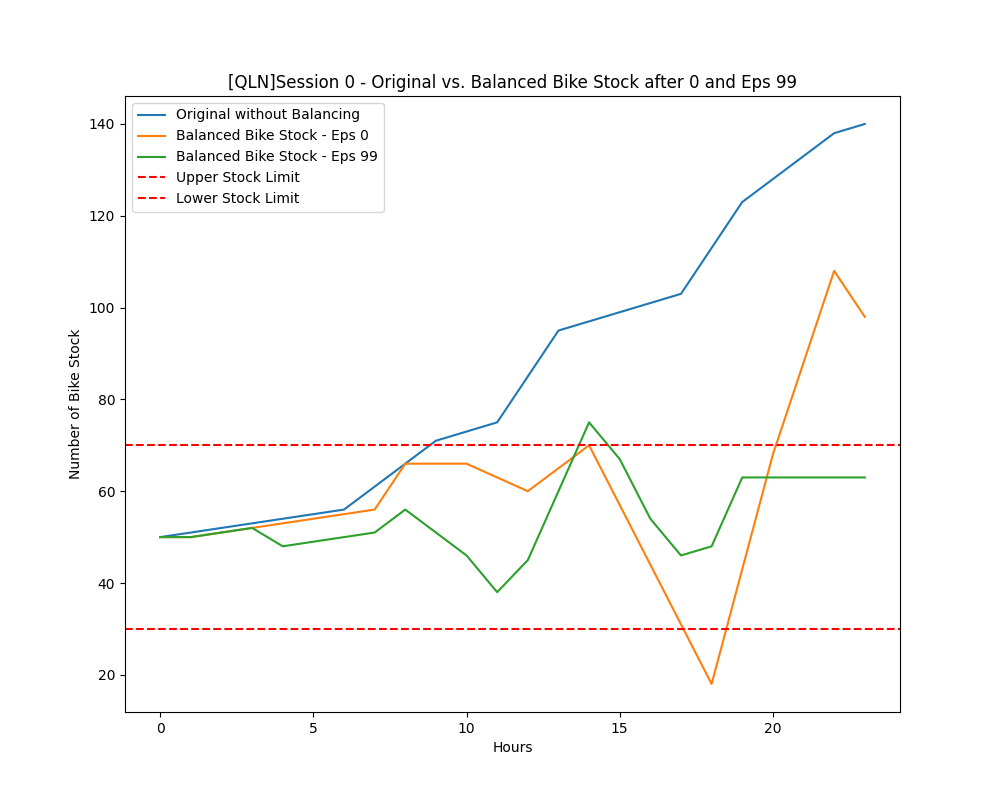 [QLN]Session 0 - Original vs. Balanced Bike Stock after 0 and Eps 99
Original without Balancing
Balanced Bike Stock - Eps 0
Balanced Bike Stock - Eps 99
Upper Stock Limit
Lower Stock Limit
Number of Bike Stock
140
120
100
80
60
40
20
0 5 10 15 20
Hours